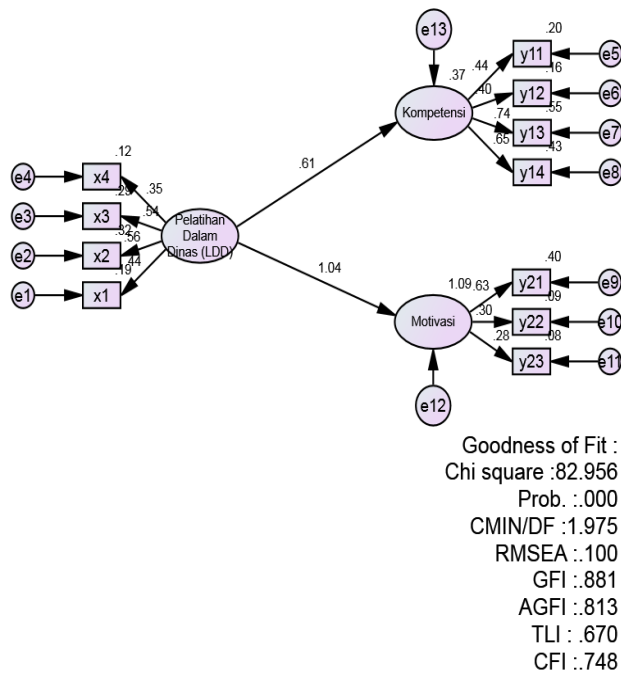 e13
.20
y11
e5
.44
.16
.37
.40
y12
e6
Kompetensi
.55
.74
y13
e7
.65
.43
y14
e8
.12
e4
x4
.61
.35
.29
e3
x3
.54
Pelatihan
Dalam
Dinas (LDD)
.32
.56
e2
x2
.44
.19
e1
x1
1.04
.40
y21
e9
1.09
.63
.09
.30
y22
e10
Motivasi
.28
.08
y23
e11
e12
Goodness of Fit :
Chi square :82.956
Prob. :.000
CMIN/DF :1.975
RMSEA :.100
GFI :.881
AGFI :.813
TLI : .670
CFI :.748